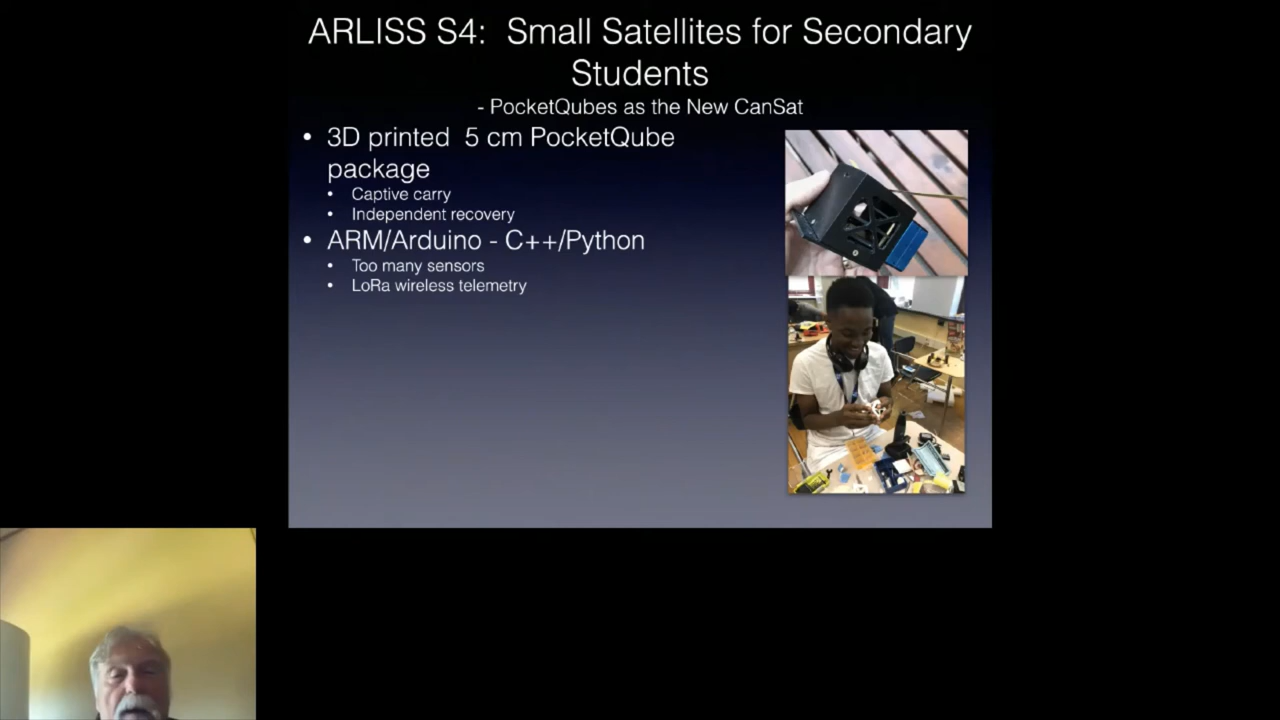 ARLISS S4: Small Satellites for Secondary
Students
- PocketQubes as the New CanSat
• 3D printed 5 cm PocketQube
package
• Captive carry
• Independent recovery
• ARM/Arduino - C++/Python
• Too many sensors
• LoRa wireless telemetry